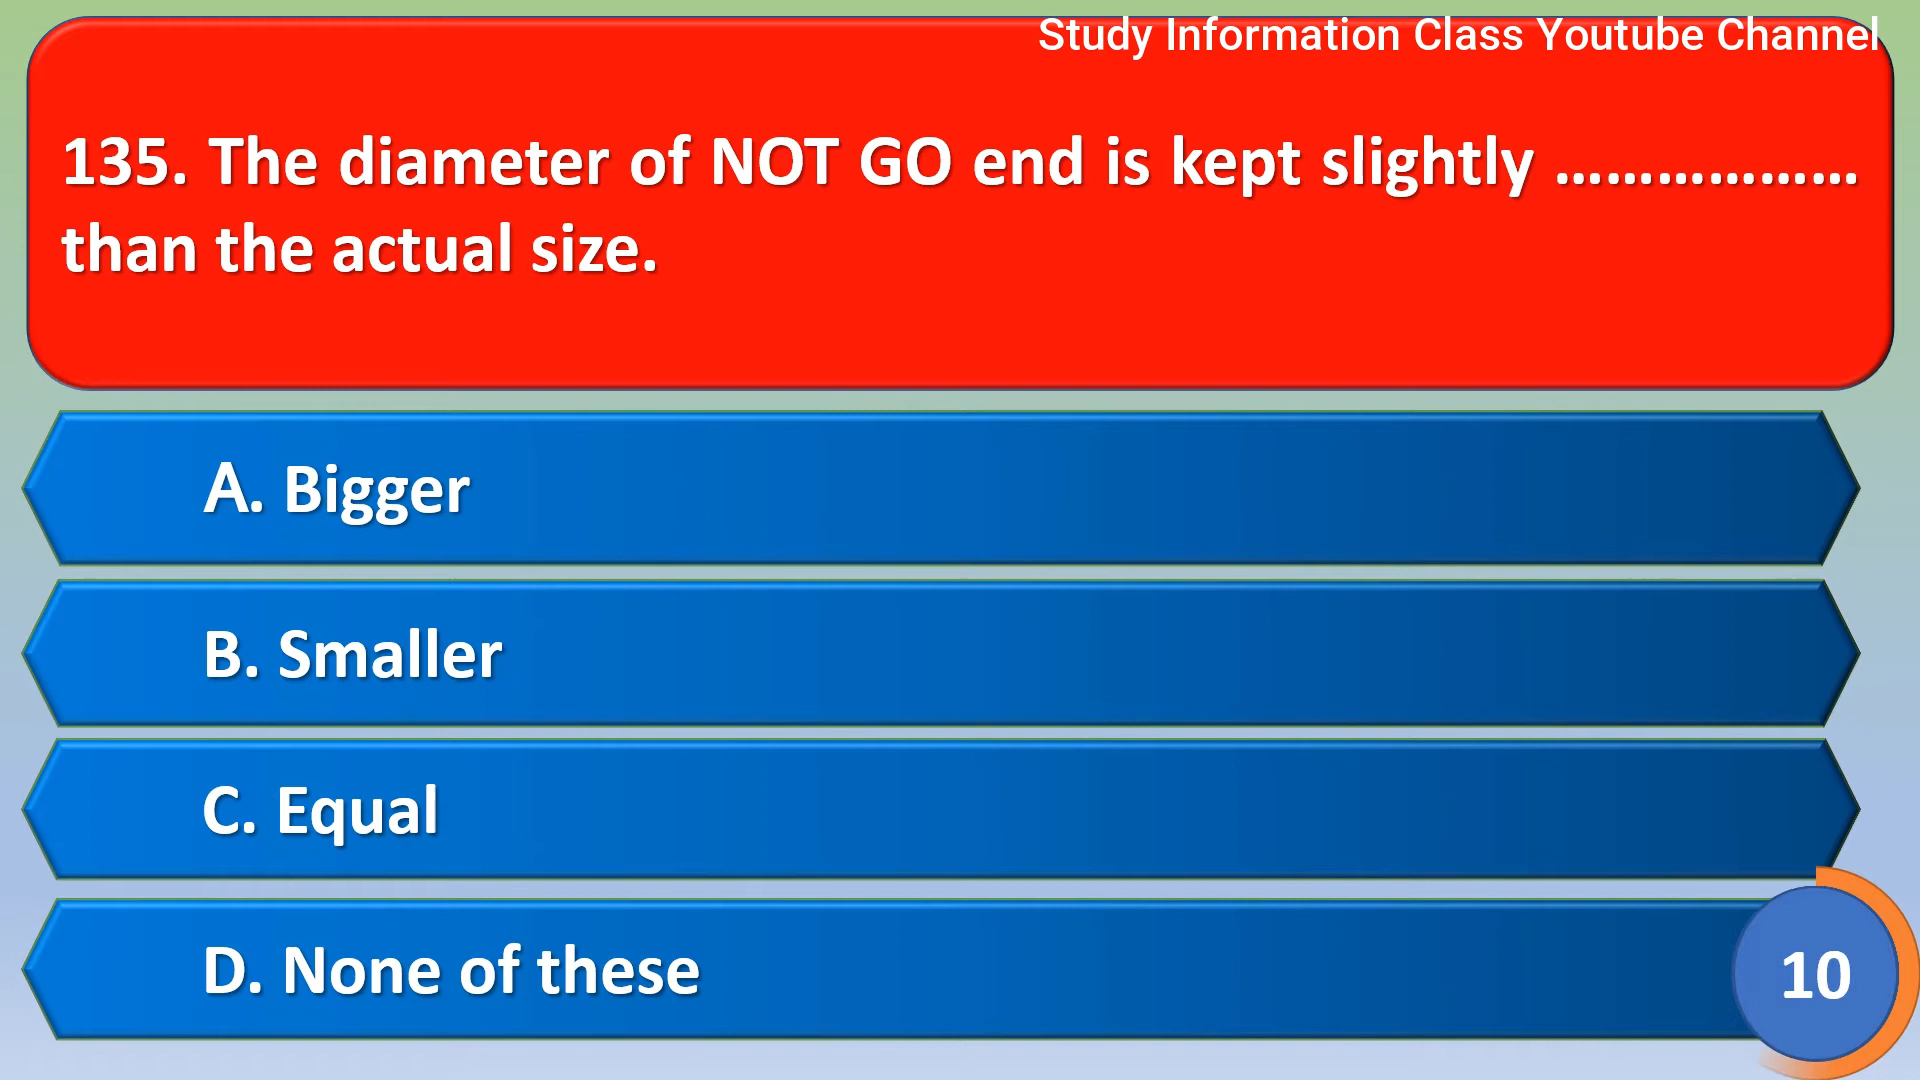 Study Information Class Youtube Channel
135. The diameter of NOT GO end is kept slightly ………………
than the actual size.
A. Bigger
B. Smaller
C. Equal
D. None of these
10